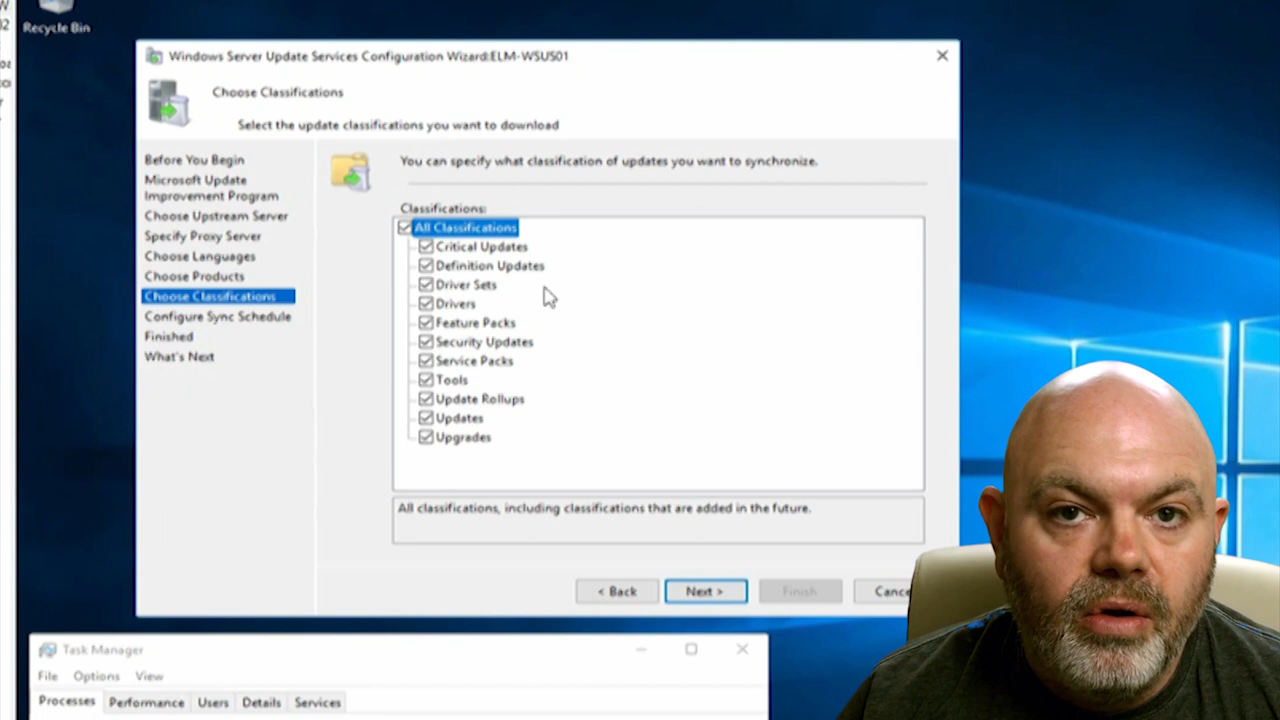 Recycle Bin
Windows Server Update Services Configuration Wizard:ELM-WSUS01
Choose Classifications
Select the update classifications you want to download
Before You Begin
Microsoft Update
Improvement Program
Choose Upstream Server
Specify Proxy Server
Choose Languages
Choose Products
Choose Classifications
Configure Sync Schedule
Finished
What's Next
You can specify what classification of updates you want to synchronize.
Classifications:
All Classifications
Critical Updates
Definition Updates
Driver Sets
Drivers
Feature Packs
Security Updates
Service Packs
Tools
Update Rollups
Updates
Upgrades
All classifications, including classifications that are added in the future.
< Back Next > Finish Cance
Task Manager
File Options View
Processes Performance Users Details Services